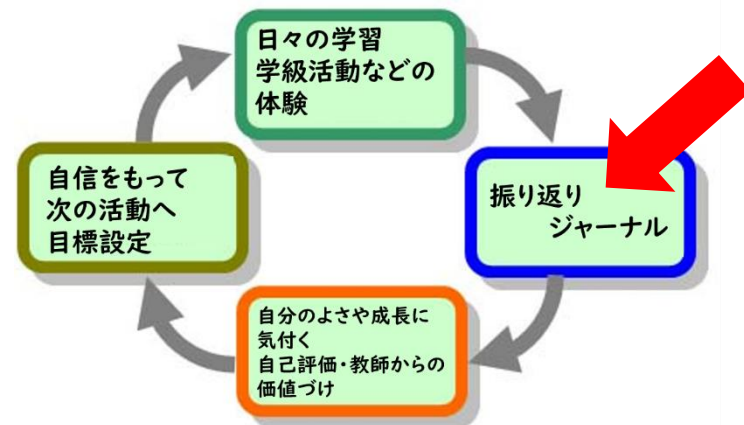 日々の学習
学級活動などの
体験
振り返り
ジャーナル
自分のよさや成長に
気付く
自己評価・教師からの
価値づけ
自信をもって
次の活動へ
目標設定